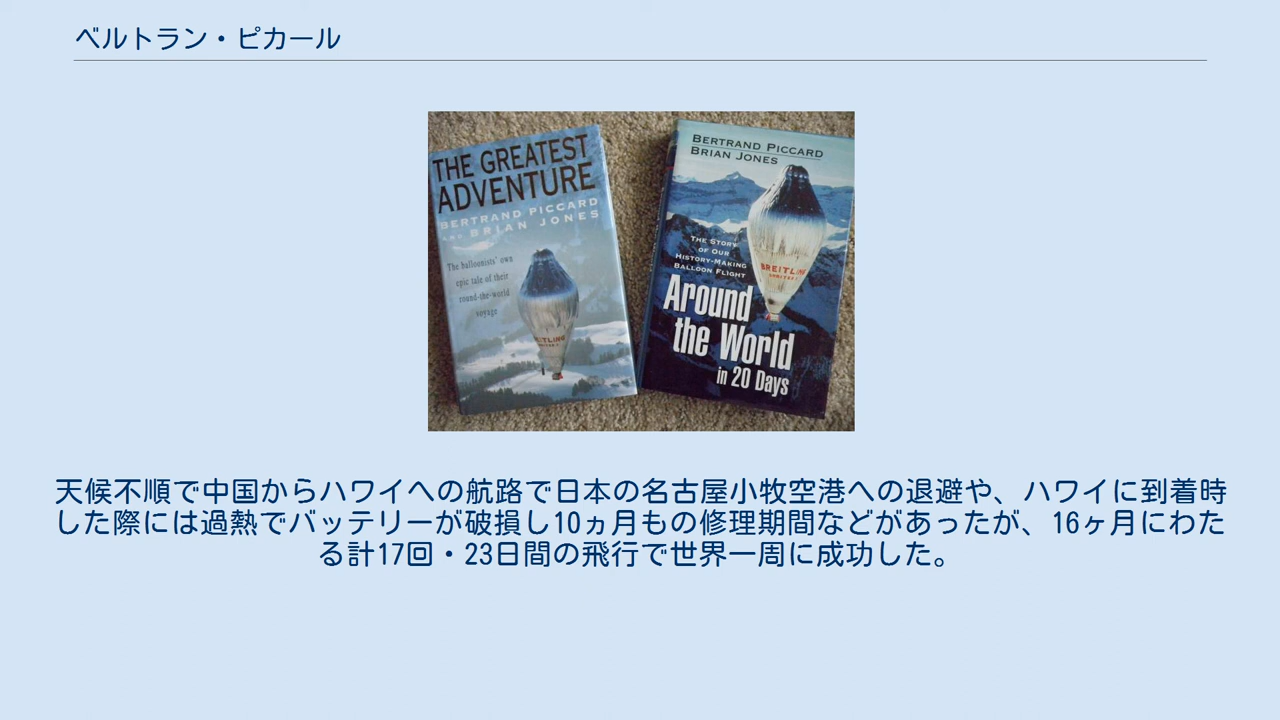 ベルトラン・ピカール
THE GREATEST
ADVENTURE
BERTRAND PICCARD
AND BRIAN JONES
The balloonists' own
epic tale of their
round-the-world
voyage
BREITLING
ORBITER 3
BERTRAND PICCARD
BRIAN JONES
THE STORY
OF OUR
HISTORY-MAKING
BALLOON FLIGHT
BREITLING
Around
the World
in 20 Days
天候不順で中国からハワイへの航路で日本の名古屋小牧空港への退避や、ハワイに到着時
した際には過熱でバッテリーが破損し10ヵ月もの修理期間などがあったが、16ヶ月にわた
る計17回・23日間の飛行で世界一周に成功した。